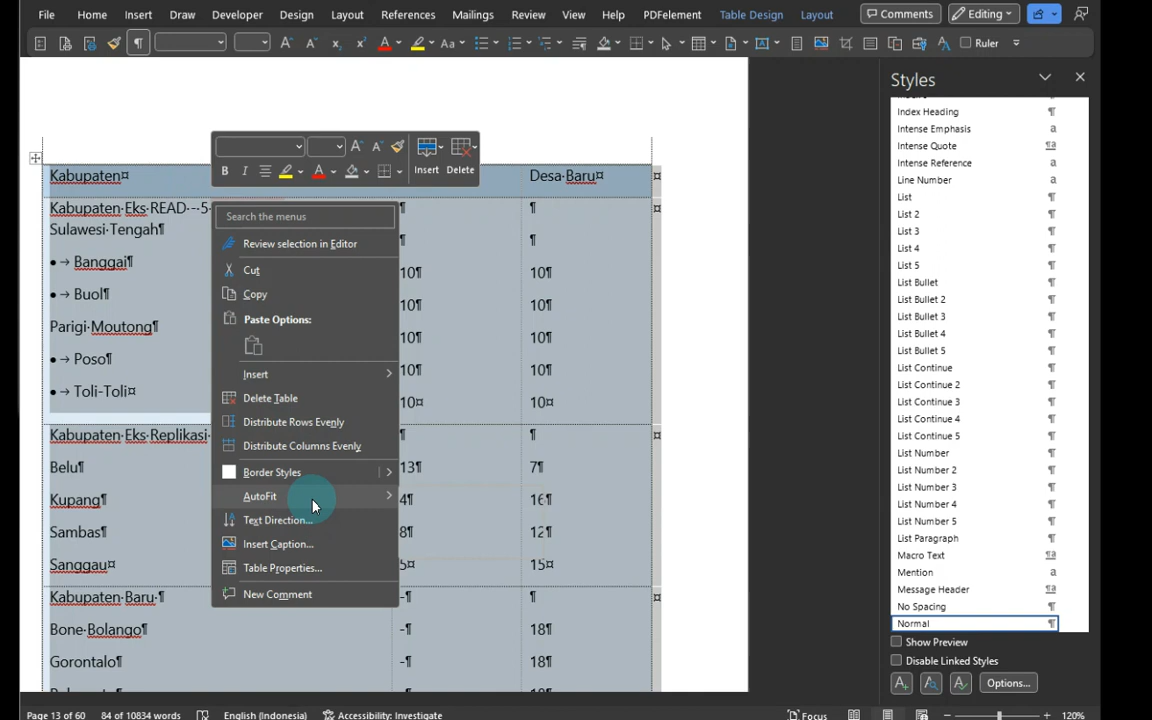 File Home Insert Draw Developer Design Layout References Mailings Review View Help PDFelement Table Design Layout Comments Editing
Aa Ruler
Styles
Index Heading ¶
Intense Emphasis a
Intense Quote ¶a
Intense Reference a
Line Number a
List ¶
List 2 ¶
List 3 ¶
List 4 ¶
List 5 ¶
List Bullet ¶
List Bullet 2 ¶
List Bullet 3 ¶
List Bullet 4 ¶
List Bullet 5 ¶
List Continue ¶
List Continue 2 ¶
List Continue 3 ¶
List Continue 4 ¶
List Continue 5 ¶
List Number ¶
List Number 2 ¶
List Number 3 ¶
List Number 4 ¶
List Number 5 ¶
List Paragraph ¶
Macro Text ¶a
Mention a
Message Header ¶a
No Spacing ¶
Normal ¶
Show Preview
Disable Linked Styles
Options...
B I Insert Delete
Kabupaten¤ Desa·Baru¤ ¤
Kabupaten·Eks·READ·-·5· ¶ ¶ ¤
Sulawesi·Tengah¶ ¶ ¶
•→Banggai¶ 10¶ 10¶
•→Buol¶ 10¶ 10¶
Parigi·Moutong¶ 10¶ 10¶
•→Poso¶ 10¶ 10¶
•→Toli-Toli¤ 10¤ 10¤
Kabupaten·Eks·Replikasi· ¶ ¶ ¤
Belu¶ 13¶ 7¶
Kupang¶ 4¶ 16¶
Sambas¶ 8¶ 12¶
Sanggau¤ 5¤ 15¤
Kabupaten·Baru·¶ -¶ ¶ ¤
Bone·Bolango¶ -¶ 18¶
Gorontalo¶ -¶ 18¶
Search the menus
Review selection in Editor
Cut
Copy
Paste Options:
Insert
Delete Table
Distribute Rows Evenly
Distribute Columns Evenly
Border Styles
AutoFit
Text Direction...
Insert Caption...
Table Properties...
New Comment
Page 13 of 60 84 of 10834 words English (Indonesia) Accessibility: Investigate Focus 120%